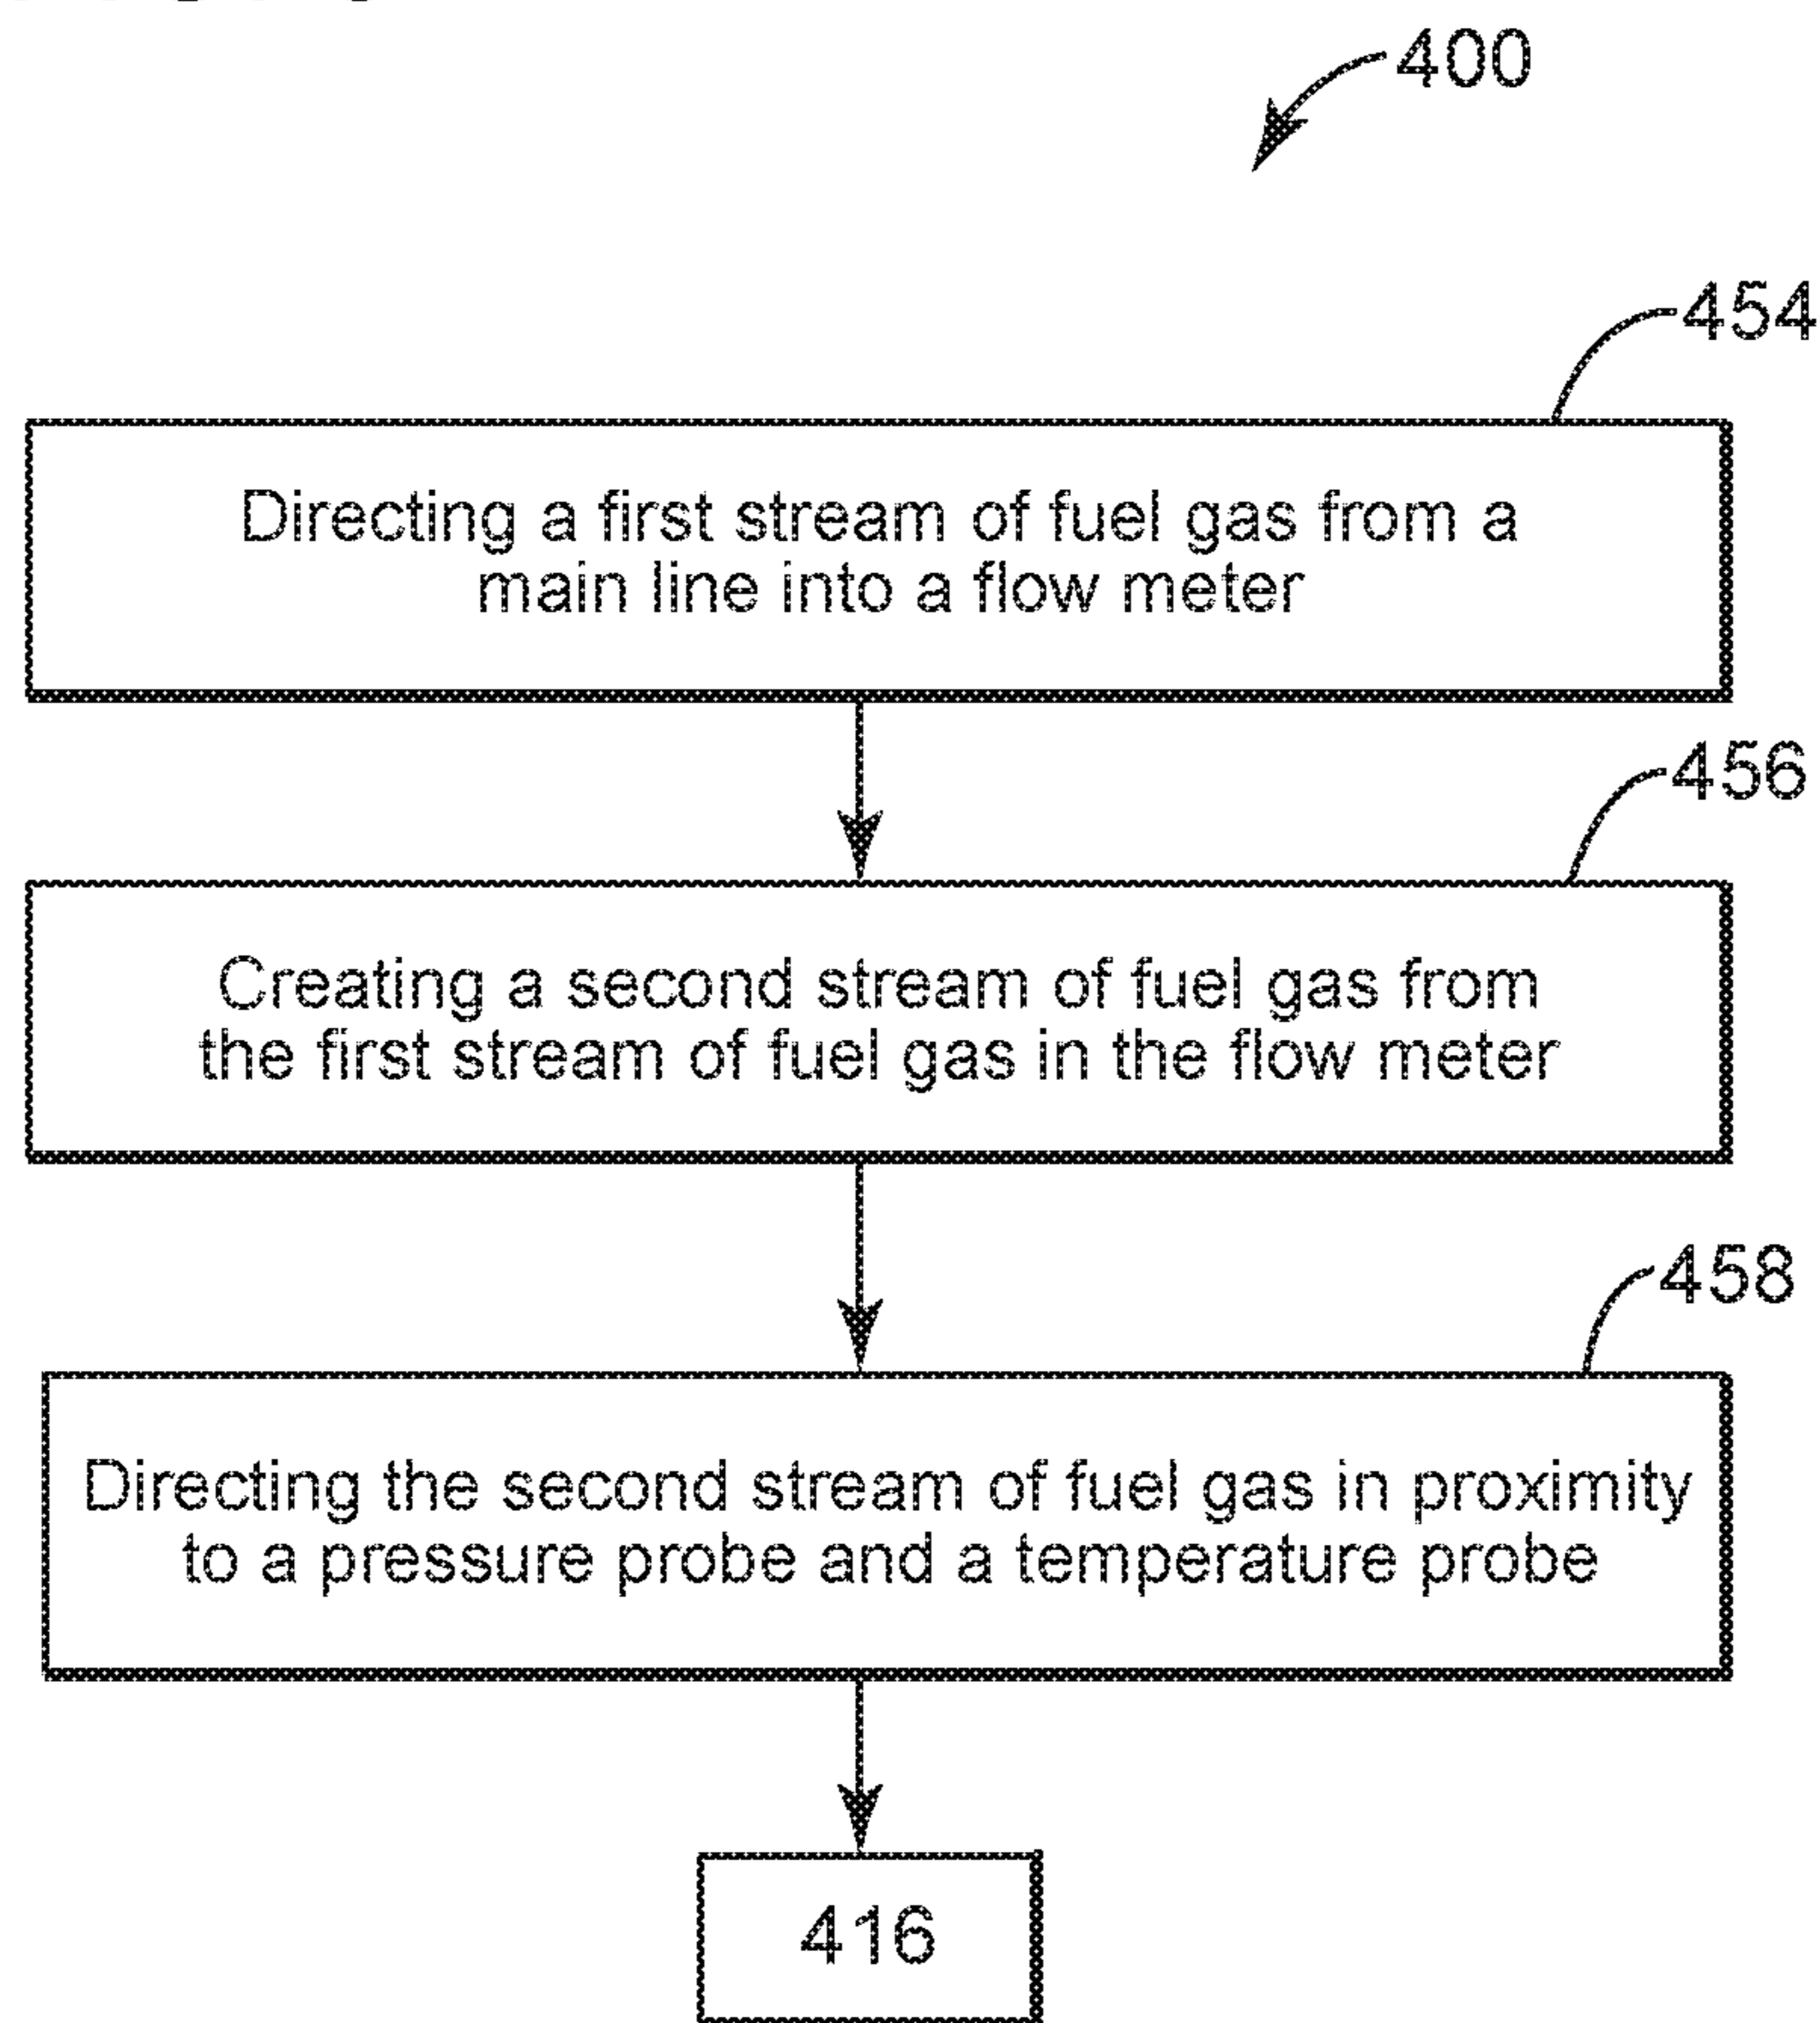 400
454
Directing a first stream of fuel gas from a
main line into a flow meter
456
Creating a second stream of fuel gas from
the first stream of fuel gas in the flow meter
458
Directing the second stream of fuel gas in proximity
to a pressure probe and a temperature probe
416